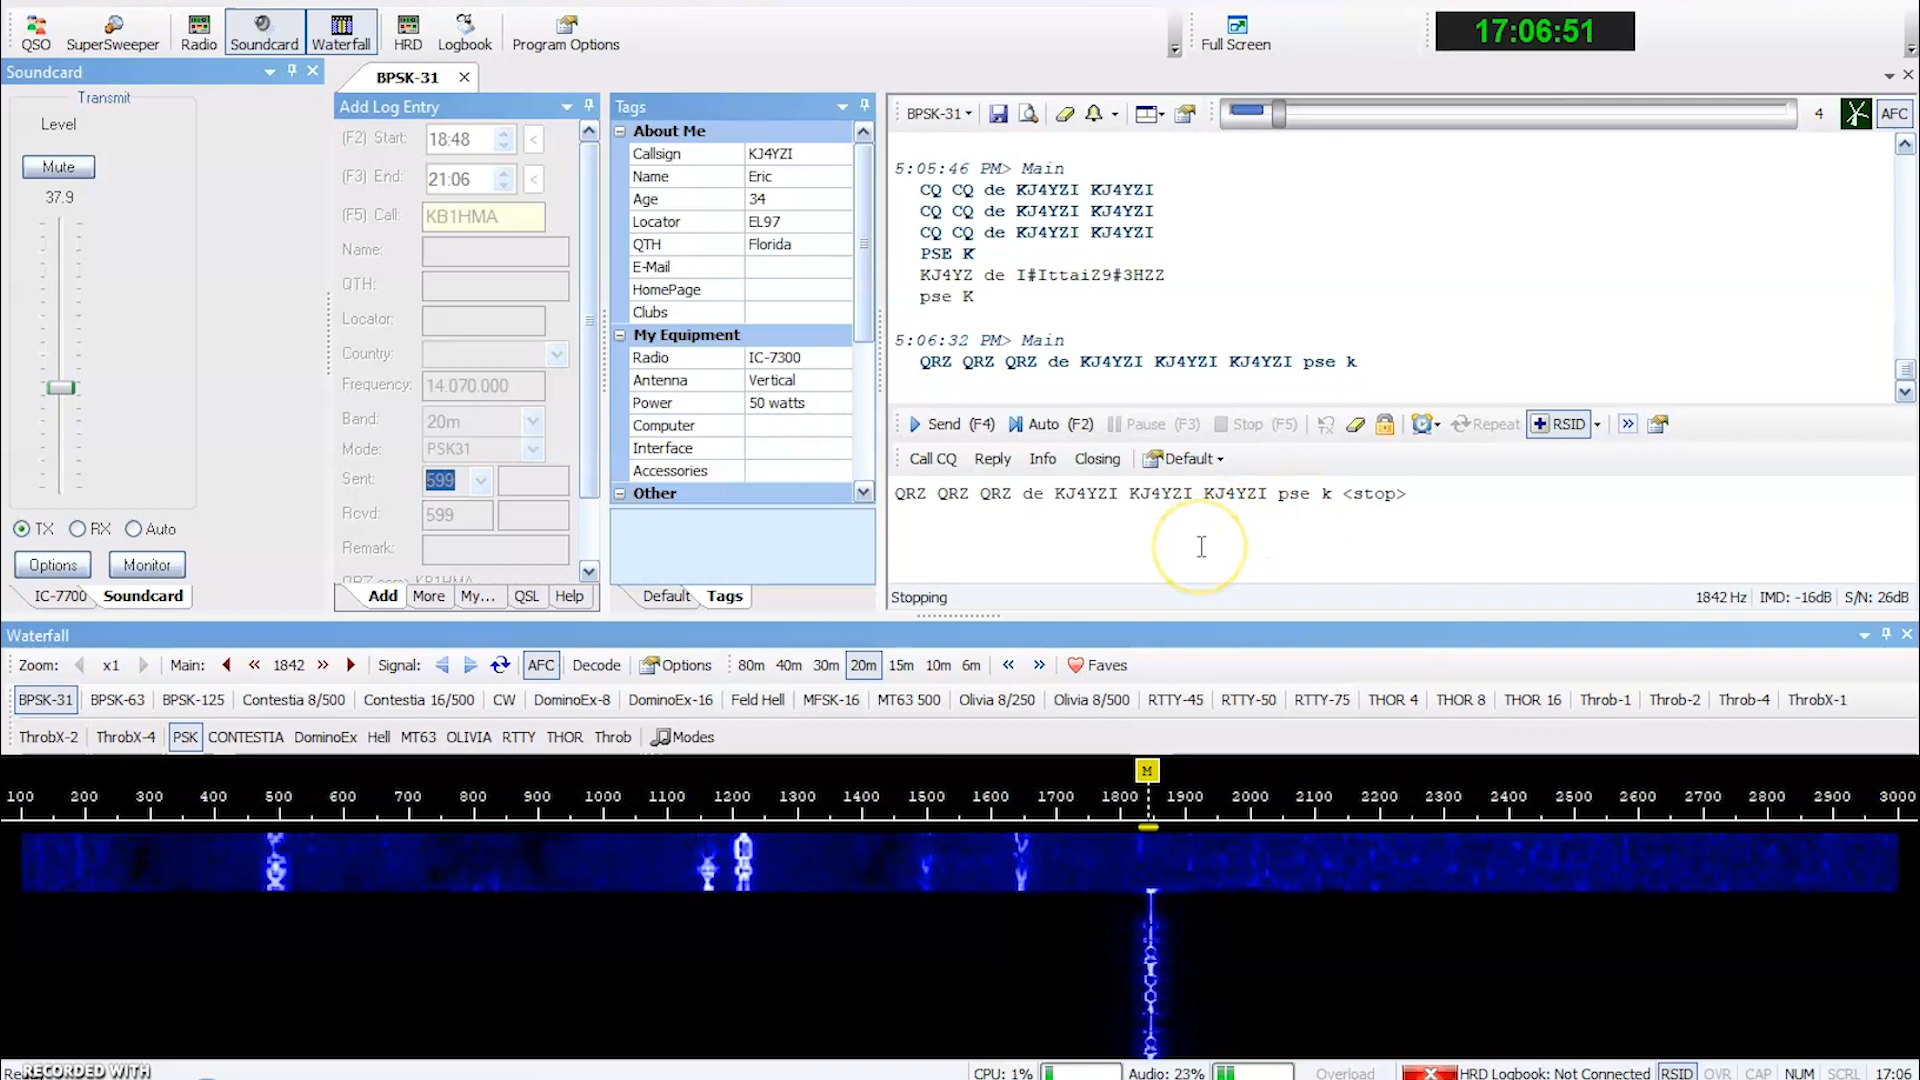 QSO SuperSweeper Radio Soundcard Waterfall HRD Logbook Program Options Full Screen 17:06:51
Soundcard
Transmit
Level
Mute
37.9
TX RX Auto
Options Monitor
IC-7700 Soundcard
BPSK-31
Add Log Entry
(F2) Start: 18:48 <
(F3) End: 21:06 <
(F5) Call: KB1HMA
Name:
QTH:
Locator:
Country:
Frequency: 14.070.000
Band: 20m
Mode: PSK31
Sent: 599
Rcvd: 599
Remark:
QRZ.com> KB1HMA
Add More My... QSL Help
Tags
About Me
Callsign KJ4YZI
Name Eric
Age 34
Locator EL97
QTH Florida
E-Mail
HomePage
Clubs
My Equipment
Radio IC-7300
Antenna Vertical
Power 50 watts
Computer
Interface
Accessories
Other
Default Tags
BPSK-31 4 AFC
5:05:46 PM> Main
CQ CQ de KJ4YZI KJ4YZI
CQ CQ de KJ4YZI KJ4YZI
CQ CQ de KJ4YZI KJ4YZI
PSE K
KJ4YZ de I#IttaiZ9#3HZZ
pse K
5:06:32 PM> Main
QRZ QRZ QRZ de KJ4YZI KJ4YZI KJ4YZI pse k
Send (F4) Auto (F2) Pause (F3) Stop (F5) Repeat RSID
Call CQ Reply Info Closing Default
QRZ QRZ QRZ de KJ4YZI KJ4YZI KJ4YZI pse k <stop>
Stopping 1842 Hz IMD: -16dB S/N: 26dB
Waterfall
Zoom: x1 Main: 1842 Signal: AFC Decode Options 80m 40m 30m 20m 15m 10m 6m Faves
BPSK-31 BPSK-63 BPSK-125 Contestia 8/500 Contestia 16/500 CW DominoEx-8 DominoEx-16 Feld Hell MFSK-16 MT63 500 Olivia 8/250 Olivia 8/500 RTTY-45 RTTY-50 RTTY-75 THOR 4 THOR 8 THOR 16 Throb-1 Throb-2 Throb-4 ThrobX-1
ThrobX-2 ThrobX-4 PSK CONTESTIA DominoEx Hell MT63 OLIVIA RTTY THOR Throb Modes
M
100 200 300 400 500 600 700 800 900 1000 1100 1200 1300 1400 1500 1600 1700 1800 1900 2000 2100 2200 2300 2400 2500 2600 2700 2800 2900 3000
RECORDED WITH
CPU: 1% Audio: 23% Overload HRD Logbook: Not Connected RSID OVR CAP NUM SCRL 17:06